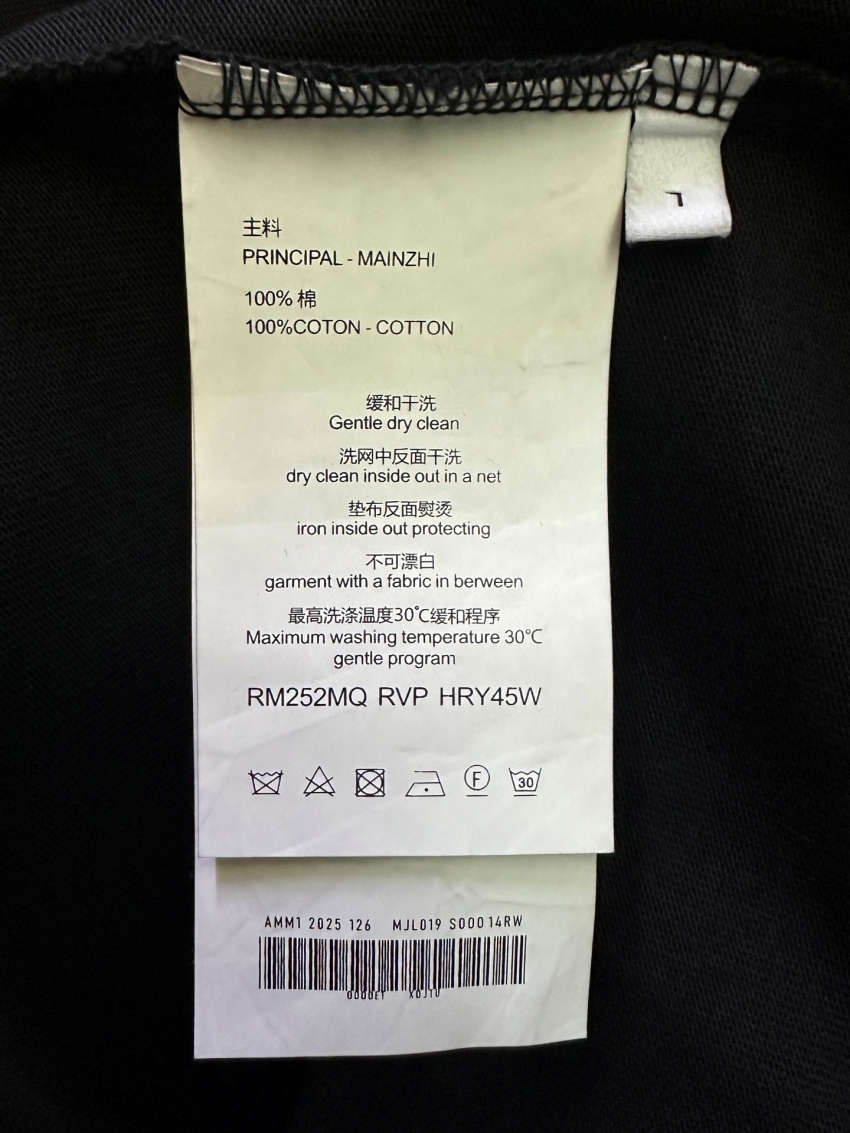 主料
PRINCIPAL - MAINZHI
100% 棉
100%COTON - COTTON
缓和干洗
Gentle dry clean
洗网中反面干洗
dry clean inside out in a net
垫布反面熨烫
iron inside out protecting
不可漂白
garment with a fabric in berween
最高洗涤温度30℃缓和程序
Maximum washing temperature 30℃
gentle program
RM252MQ RVP HRY45W
F 30
AMM1 2025 126 MJL019 S00014RW
L